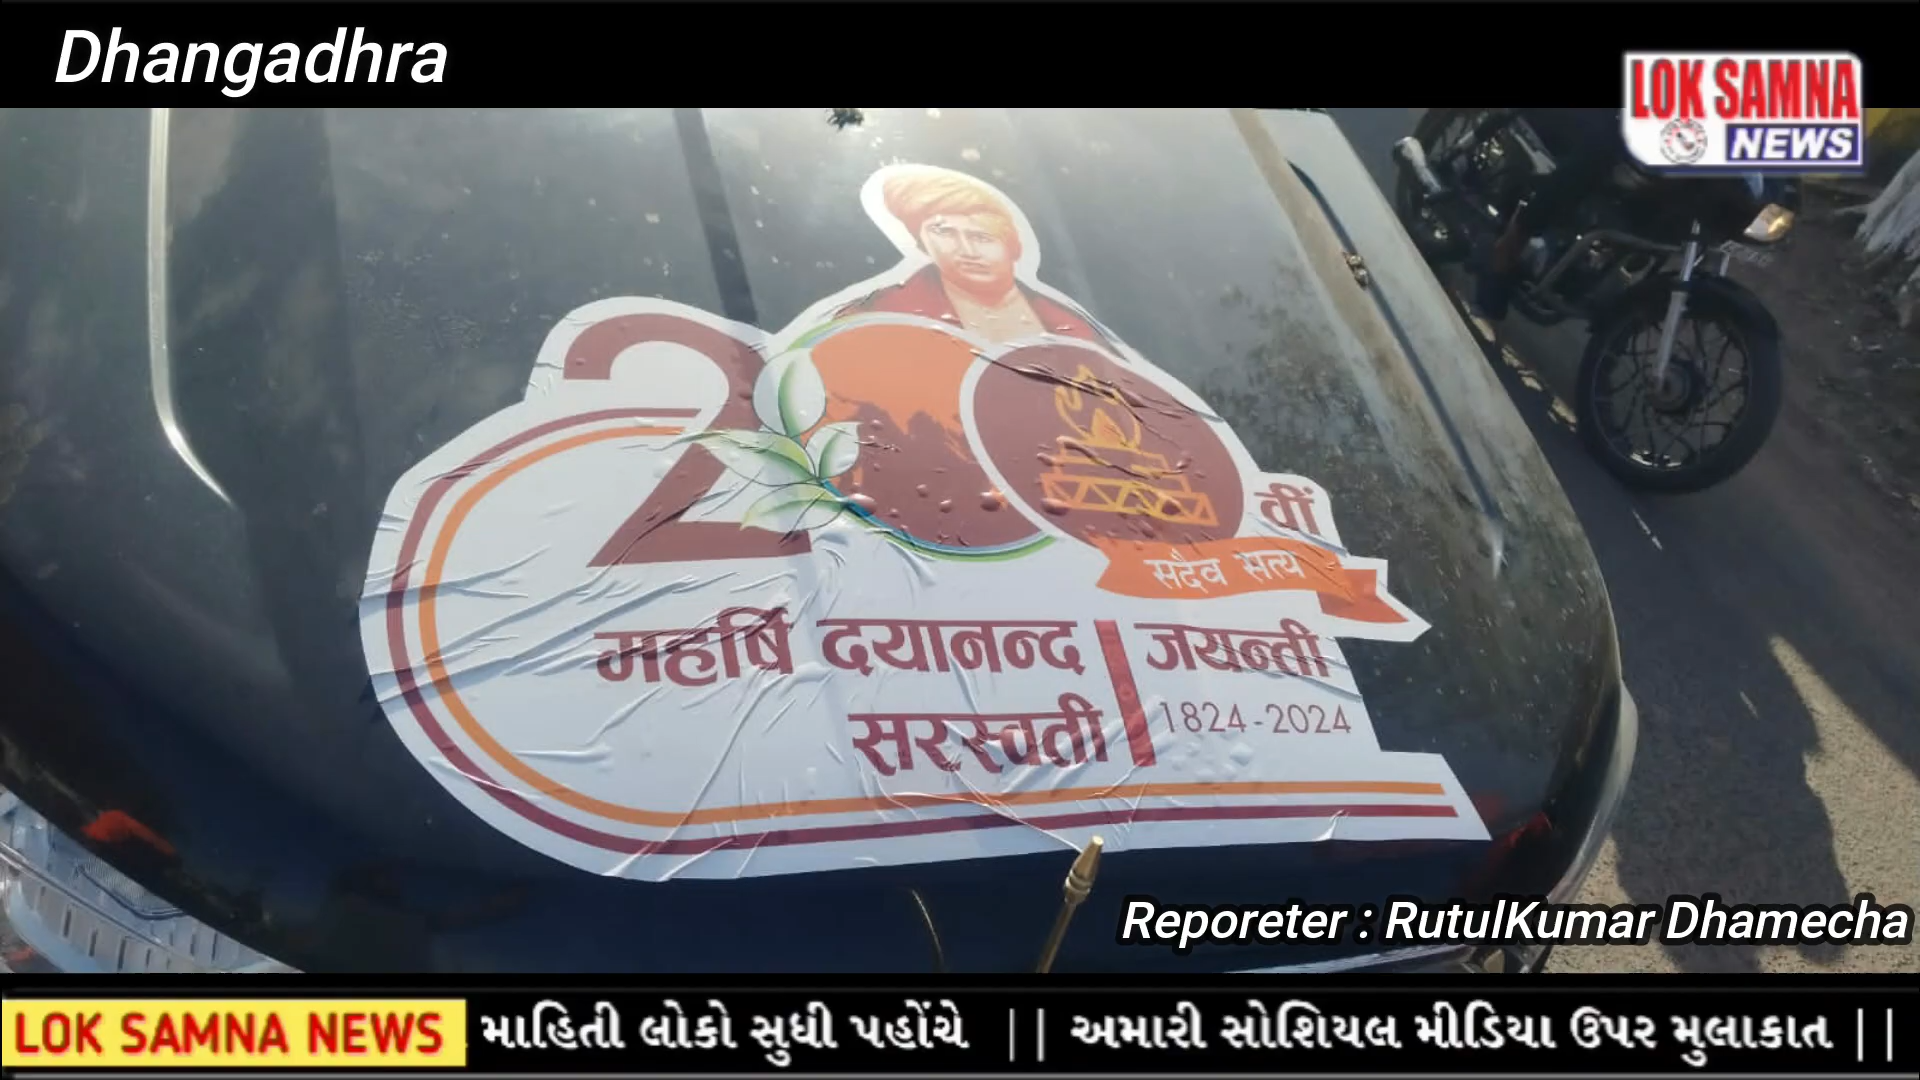 Dhangadhra
LOK SAMNA
NEWS
200
वीं
सदैव सत्य
महर्षि दयानन्द
सरस्वती
जयन्ती
1824-2024
Reporeter : RutulKumar Dhamecha
LOK SAMNA NEWS
માહિતી લોકો સુધી પહોંચે || અમારી સોશિયલ મીડિયા ઉપર મુલાકાત ||